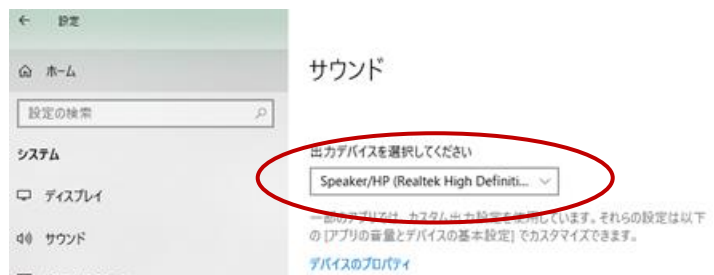 設定
ホーム
設定の検索
システム
ディスプレイ
サウンド
サウンド
出力デバイスを選択してください
Speaker/HP (Realtek High Definiti...
一部のアプリでは、カスタム出力設定を使用しています。それらの設定は以下
の [アプリの音量とデバイスの基本設定] でカスタマイズできます。
デバイスのプロパティ